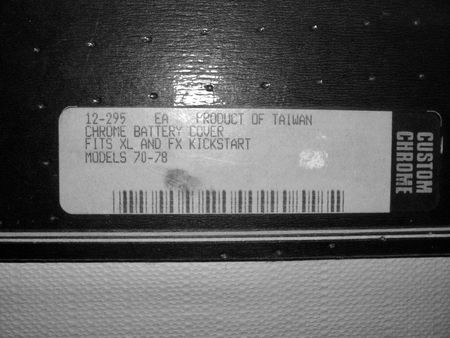 12-295 EA PRODUCT OF TAIWAN
CHROME BATTERY COVER
FITS XL AND FX KICKSTART
MODELS 70-78
CUSTOM
CHROME